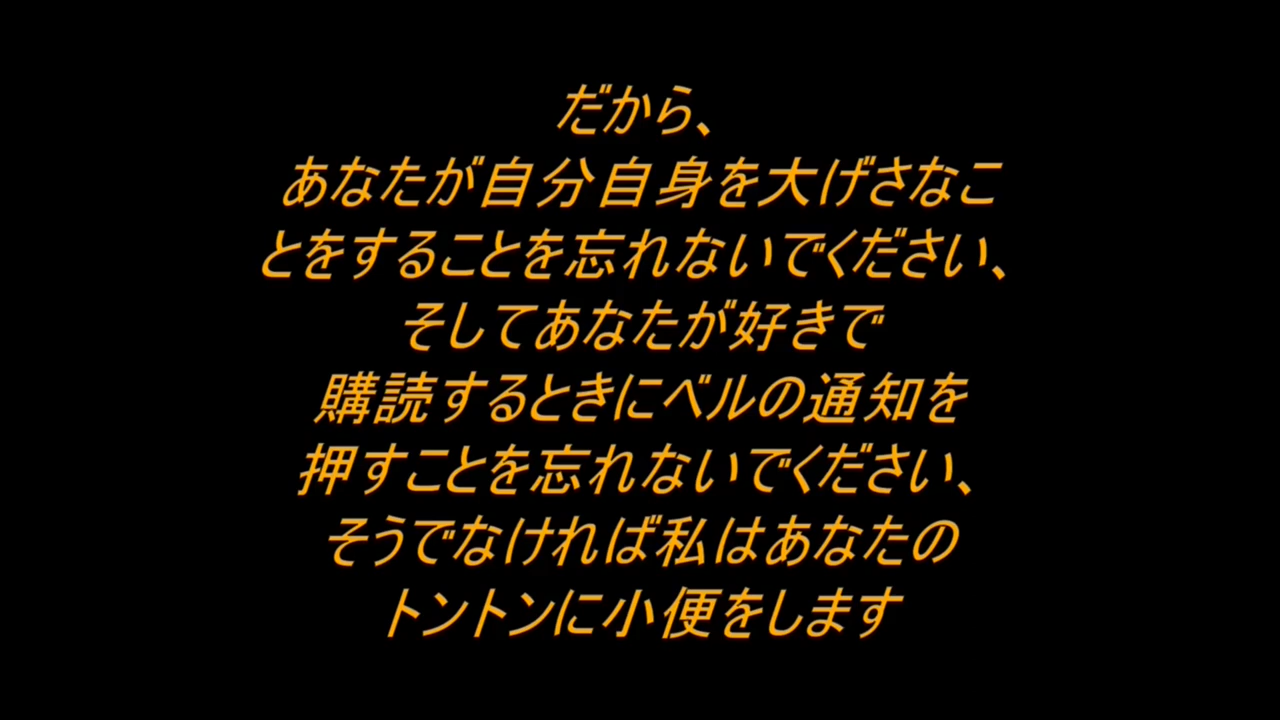 だから、
あなたが自分自身を大げさなこ
とをすることを忘れないでください、
そしてあなたが好きで
購読するときにベルの通知を
押すことを忘れないでください、
そうでなければ私はあなたの
トントンに小便をします